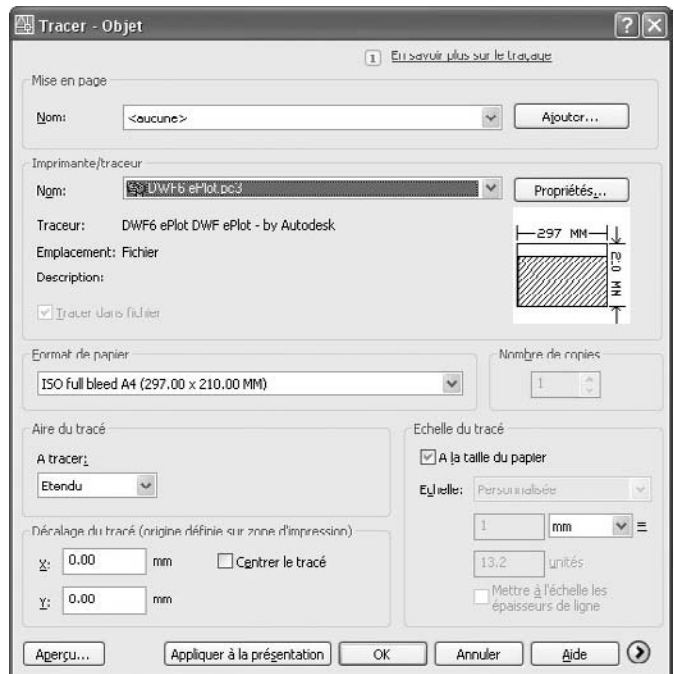 Tracer - Objet
En savoir plus sur le traçage
Mise en page
Nom:
<aucune>
Ajouter...
Imprimante/traceur
Nom:
DWF6 ePlot.pc3
Propriétés...
Traceur: DWF6 ePlot DWF ePlot - by Autodesk
Emplacement: Fichier
Description:
Tracer dans fichier
297 MM
210 MM
Format de papier
ISO full bleed A4 (297.00 x 210.00 MM)
Nombre de copies
1
Aire du tracé
A tracer:
Etendu
Echelle du tracé
A la taille du papier
Echelle: Personnalisée
1 mm =
13.2 unités
Mettre à l'échelle les
épaisseurs de ligne
Décalage du tracé (origine définie sur zone d'impression)
X: 0.00 mm
Centrer le tracé
Y: 0.00 mm
Aperçu...
Appliquer à la présentation
OK
Annuler
Aide